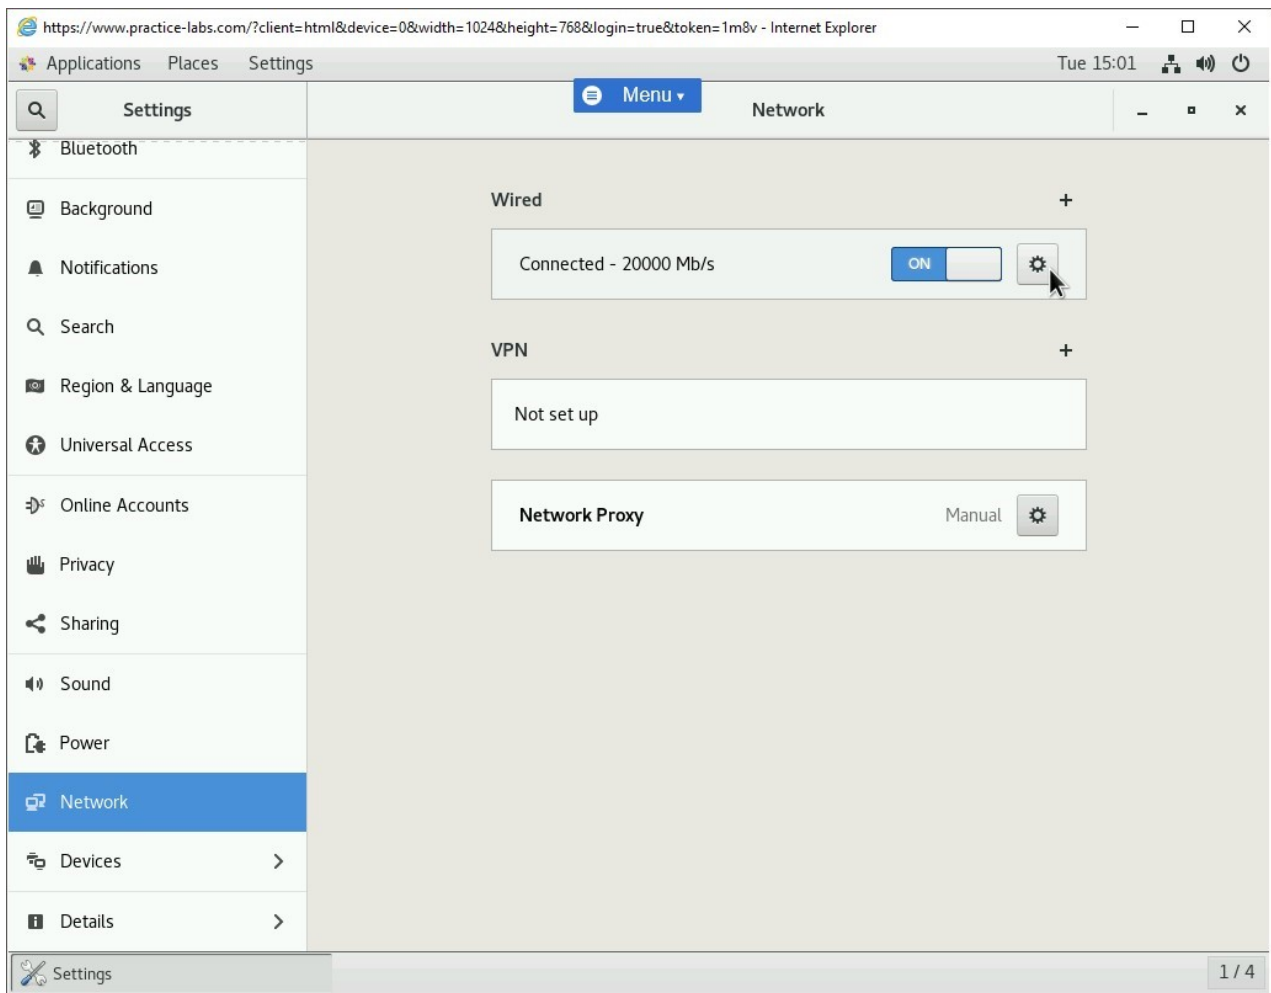 https://www.practice-labs.com/?client=html&device=0&width=1024&height=768&login=true&token=1m8v - Internet Explorer
Applications Places Settings Tue 15:01
Settings Menu Network
Bluetooth
Background
Notifications
Search
Region & Language
Universal Access
Online Accounts
Privacy
Sharing
Sound
Power
Network
Devices
Details
Wired
Connected - 20000 Mb/s ON
VPN
Not set up
Network Proxy Manual
Settings 1 / 4